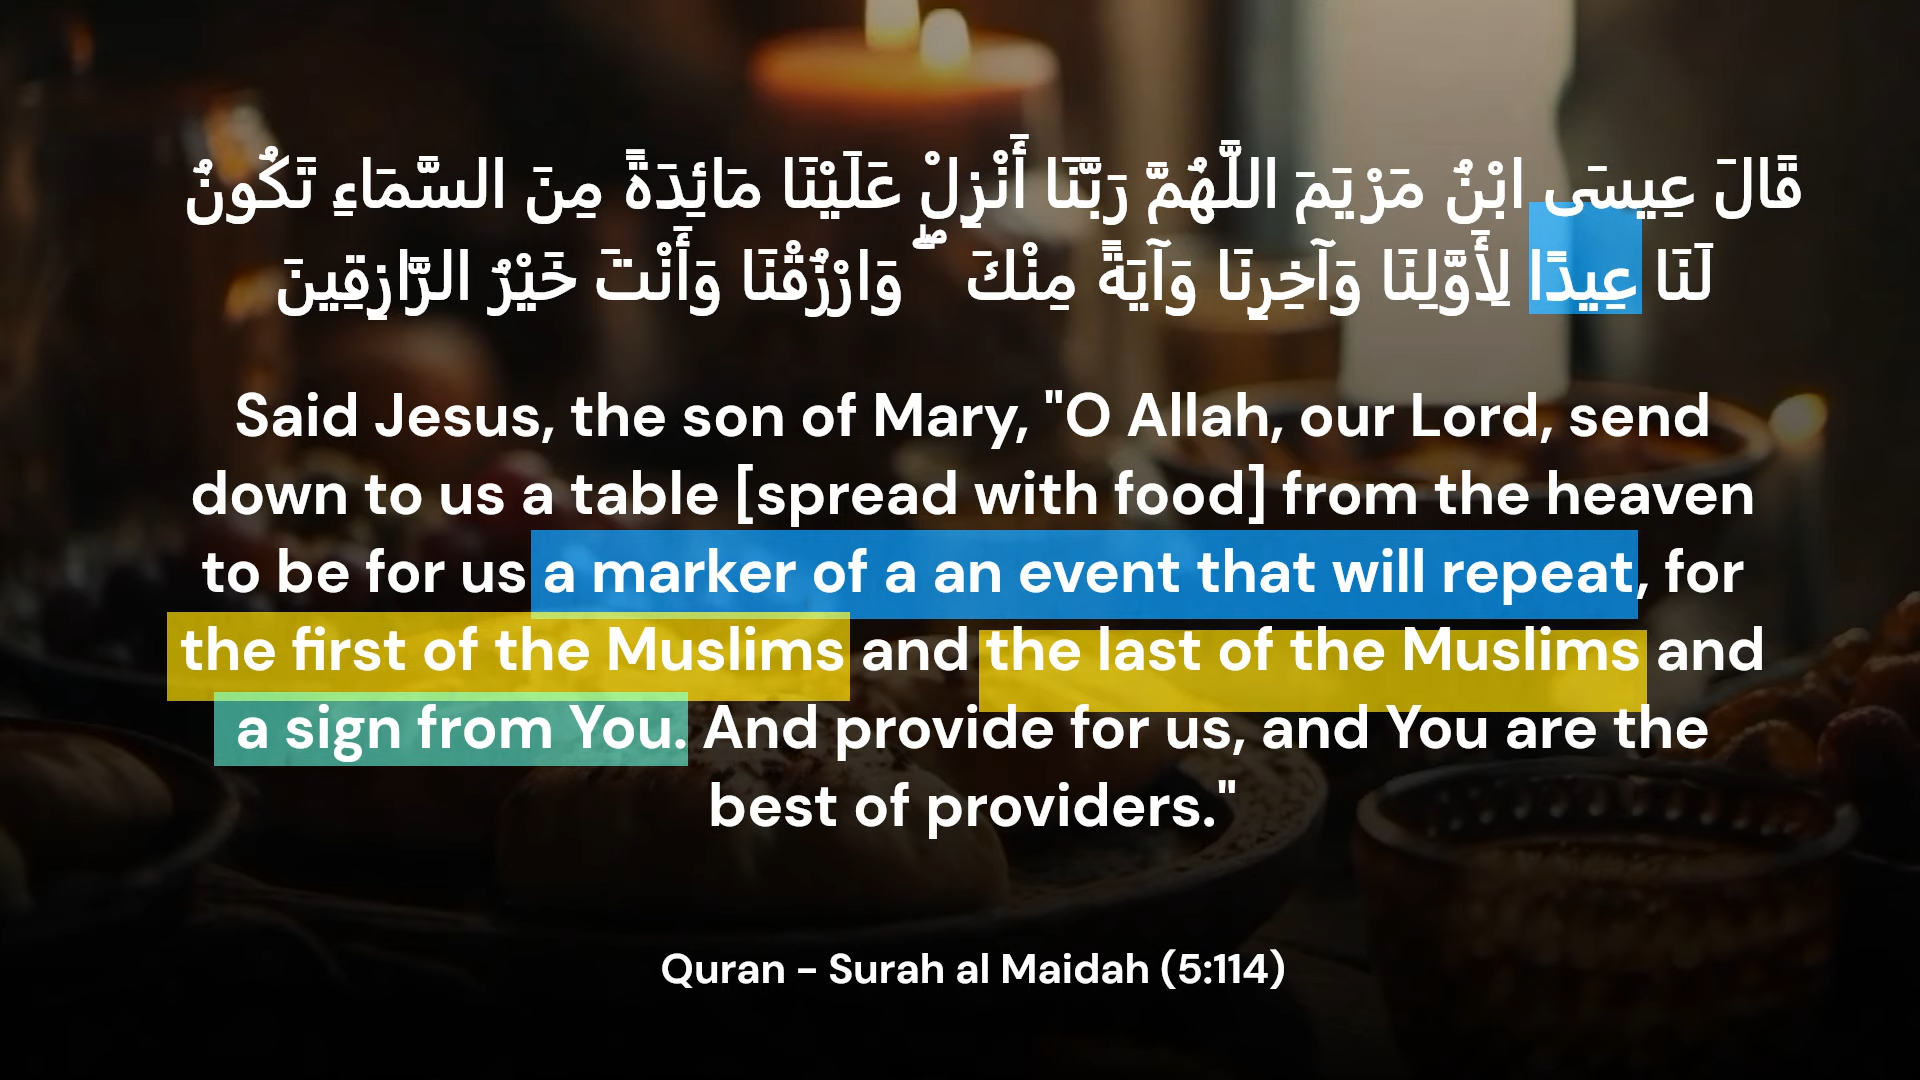 قَالَ عِيسَى ابْنُ مَرْيَمَ اللَّهُمَّ رَبَّنَا أَنْزِلْ عَلَيْنَا مَائِدَةً مِنَ السَّمَاءِ تَكُونُ
لَنَا عِيدًا لِأَوَّلِنَا وَآخِرِنَا وَآيَةً مِنْكَ ۖ وَارْزُقْنَا وَأَنْتَ خَيْرُ الرَّازِقِينَ
Said Jesus, the son of Mary, "O Allah, our Lord, send
down to us a table [spread with food] from the heaven
to be for us a marker of a an event that will repeat, for
the first of the Muslims and the last of the Muslims and
a sign from You. And provide for us, and You are the
best of providers."
Quran - Surah al Maidah (5:114)